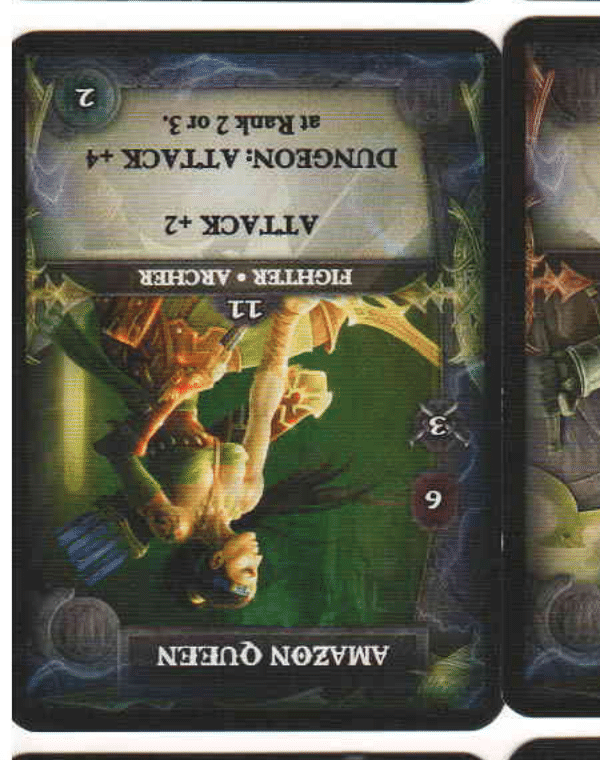 AMAZON QUEEN
6
3
11
FIGHTER • ARCHER
ATTACK +2
DUNGEON: ATTACK +4
at Rank 2 or 3.
2